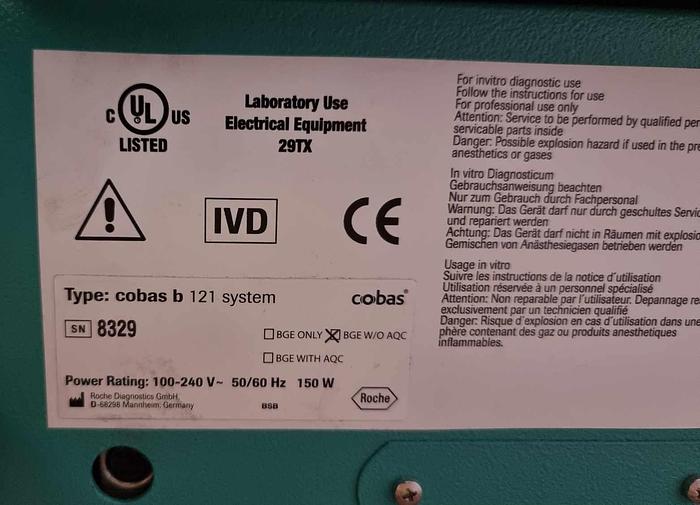 C UL US
LISTED
Laboratory Use
Electrical Equipment
29TX
IVD
CE
Type: cobas b 121 system
cobas®
SN 8329
BGE ONLY BGE W/O AQC
BGE WITH AQC
Power Rating: 100-240 V~ 50/60 Hz 150 W
Roche Diagnostics GmbH,
D-68298 Mannheim; Germany
BSB
Roche
For invitro diagnostic use
Follow the instructions for use
For professional use only
Attention: Service to be performed by qualified per
servicable parts inside
Danger: Possible explosion hazard if used in the pre
anesthetics or gases
In vitro Diagnosticum
Gebrauchsanweisung beachten
Nur zum Gebrauch durch Fachpersonal
Warnung: Das Gerät darf nur durch geschultes Servic
und repariert werden
Achtung: Das Gerät darf nicht in Räumen mit explosio
Gemischen von Anästhesiegasen betrieben werden
Usage in vitro
Suivre les instructions de la notice d'utilisation
Utilisation réservée à un personnel spécialisé
Attention: Non reparable par l'utilisateur. Depannage re
exclusivement par un technicien qualifié
Danger: Risque d'explosion en cas d'utilisation dans une
phère contenant des gaz ou produits anesthetiques
inflammables.